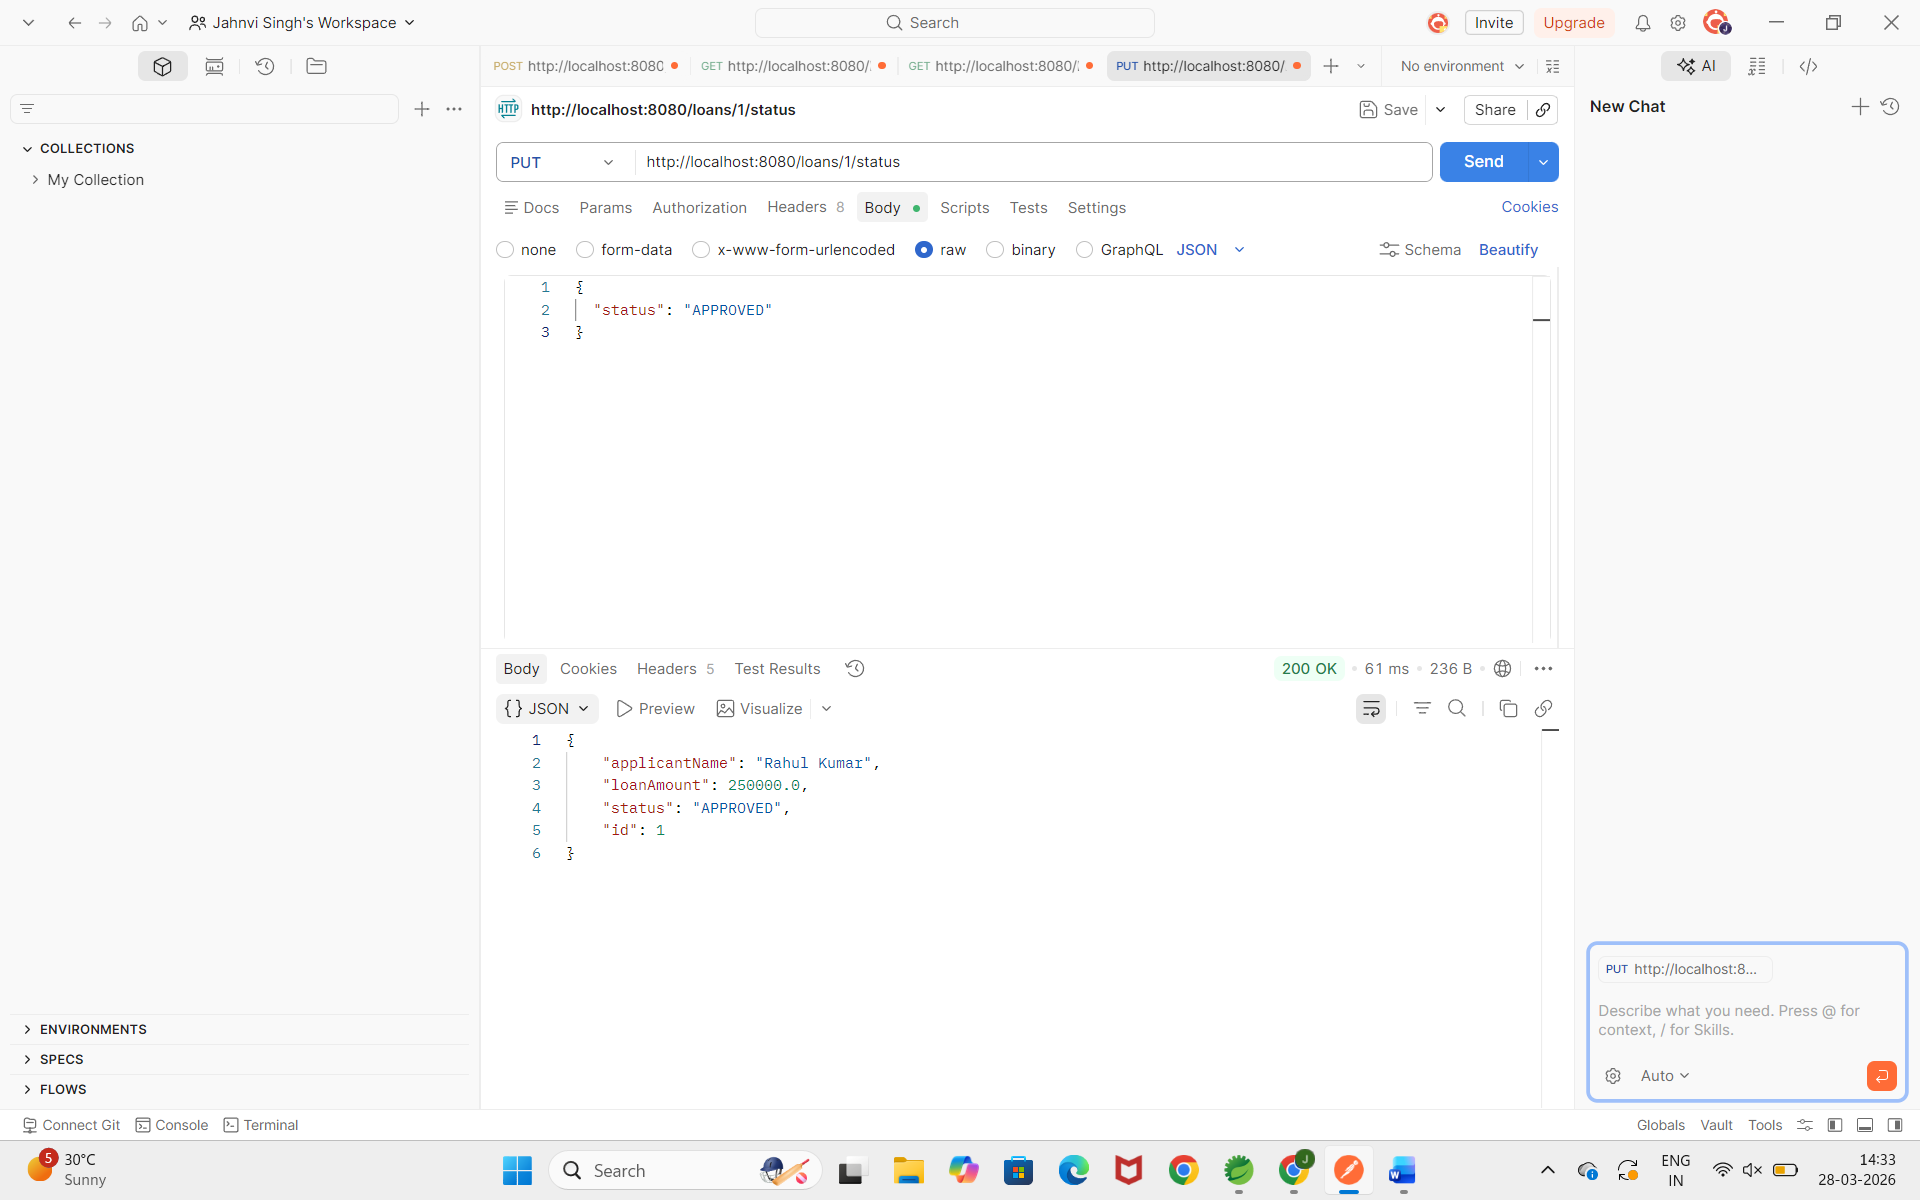 Jahnvi Singh's Workspace
Search
Invite
Upgrade
POST http://localhost:8080
GET http://localhost:8080/
GET http://localhost:8080/
PUT http://localhost:8080/
No environment
AI
HTTP http://localhost:8080/loans/1/status
Save
Share
New Chat
COLLECTIONS
My Collection
PUT
http://localhost:8080/loans/1/status
Send
Docs
Params
Authorization
Headers 8
Body
Scripts
Tests
Settings
Cookies
none
form-data
x-www-form-urlencoded
raw
binary
GraphQL
JSON
Schema
Beautify
1 {
2 "status": "APPROVED"
3 }
Body
Cookies
Headers 5
Test Results
200 OK
61 ms
236 B
{} JSON
Preview
Visualize
1 {
2 "applicantName": "Rahul Kumar",
3 "loanAmount": 250000.0,
4 "status": "APPROVED",
5 "id": 1
6 }
PUT http://localhost:8...
Describe what you need. Press @ for
context, / for Skills.
Auto
ENVIRONMENTS
SPECS
FLOWS
Connect Git
Console
Terminal
Globals
Vault
Tools
5
30°C
Sunny
Search
J
W
ENG
IN
14:33
28-03-2026